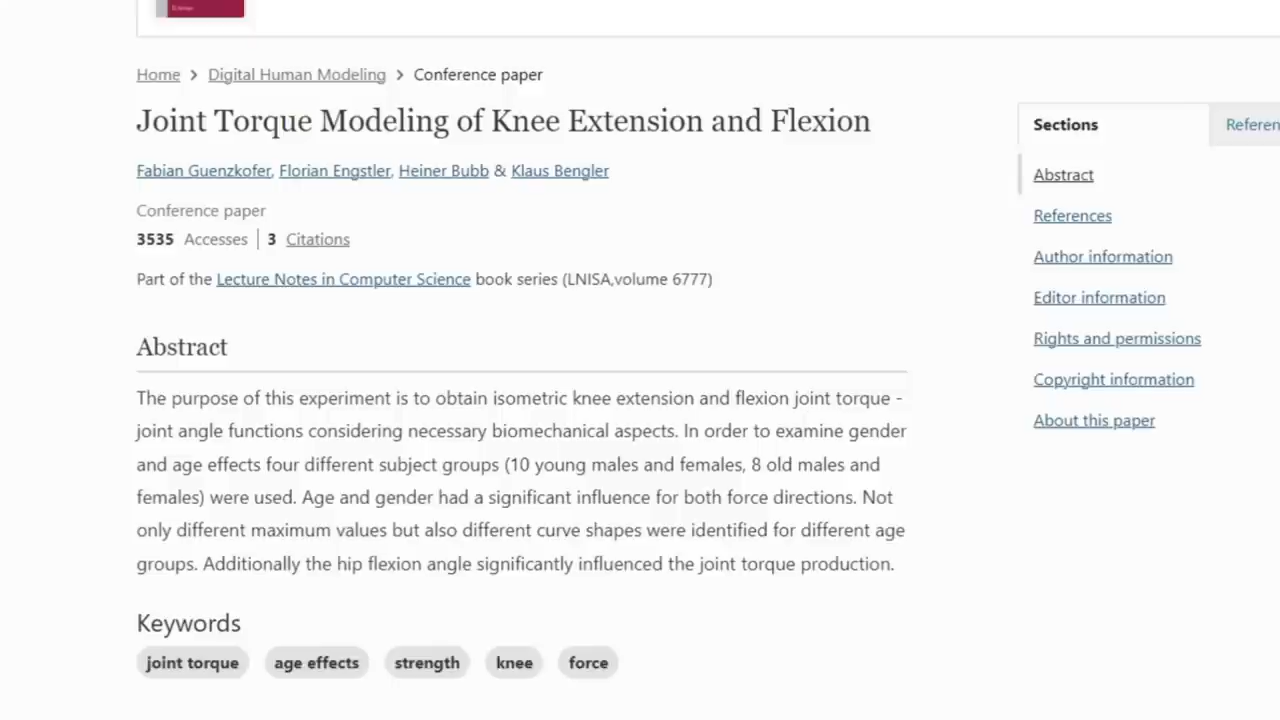 Home > Digital Human Modeling > Conference paper
Joint Torque Modeling of Knee Extension and Flexion
Fabian Guenzkofer, Florian Engstler, Heiner Bubb & Klaus Bengler
Conference paper
3535 Accesses | 3 Citations
Part of the Lecture Notes in Computer Science book series (LNISA,volume 6777)
Abstract
The purpose of this experiment is to obtain isometric knee extension and flexion joint torque -
joint angle functions considering necessary biomechanical aspects. In order to examine gender
and age effects four different subject groups (10 young males and females, 8 old males and
females) were used. Age and gender had a significant influence for both force directions. Not
only different maximum values but also different curve shapes were identified for different age
groups. Additionally the hip flexion angle significantly influenced the joint torque production.
Keywords
joint torque age effects strength knee force
Sections
Abstract
References
Author information
Editor information
Rights and permissions
Copyright information
About this paper